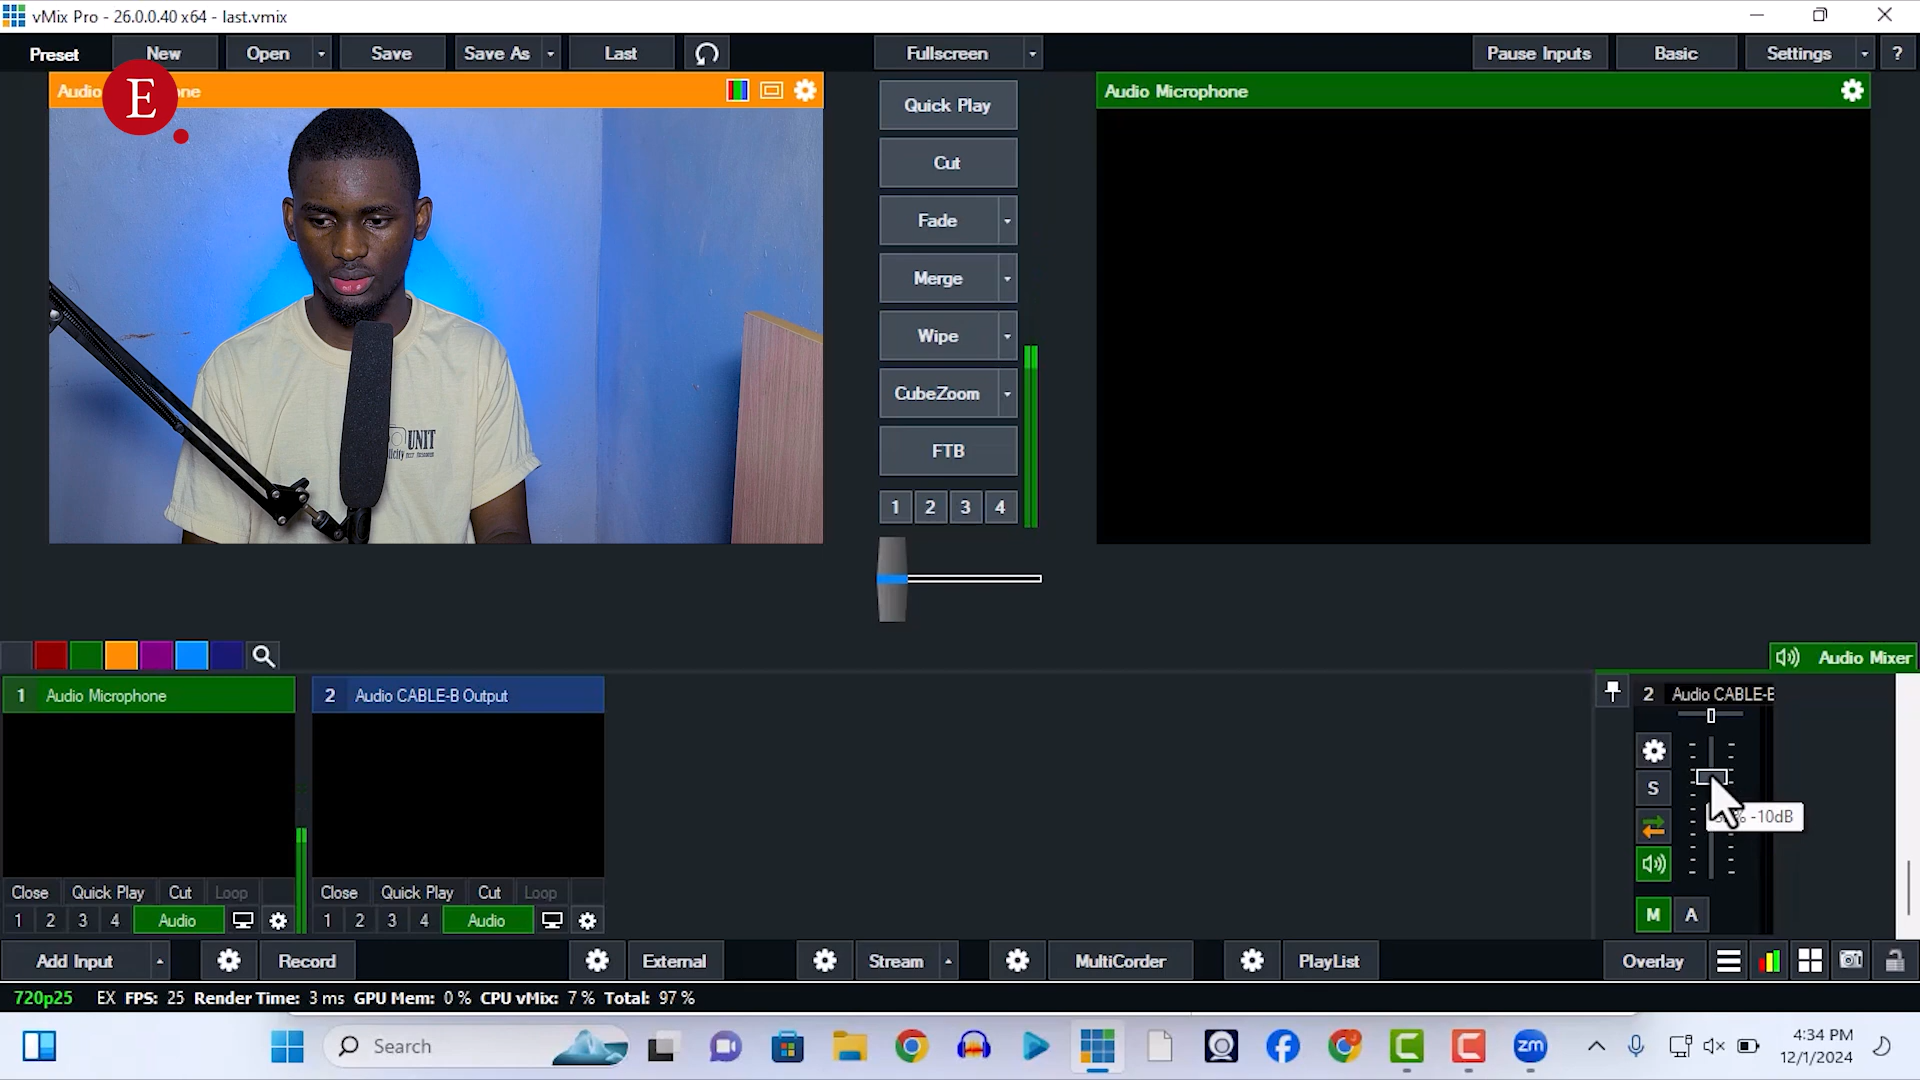 vMix Pro - 26.0.0.40 x64 - last.vmix
Preset New Open Save Save As Last Fullscreen Pause Inputs Basic Settings ?
E
Audio
Audio Microphone
Quick Play
Cut
Fade
Merge
Wipe
CubeZoom
FTB
1 2 3 4
UNIT
Audio Mixer
1 Audio Microphone
2 Audio CABLE-B Output
2 Audio CABLE-B
S
-10dB
M A
Close Quick Play Cut Loop
1 2 3 4 Audio
Close Quick Play Cut Loop
1 2 3 4 Audio
Add Input Record External Stream MultiCorder PlayList Overlay
720p25 EX FPS: 25 Render Time: 3 ms GPU Mem: 0 % CPU vMix: 7 % Total: 97 %
Search
zm
4:34 PM
12/1/2024